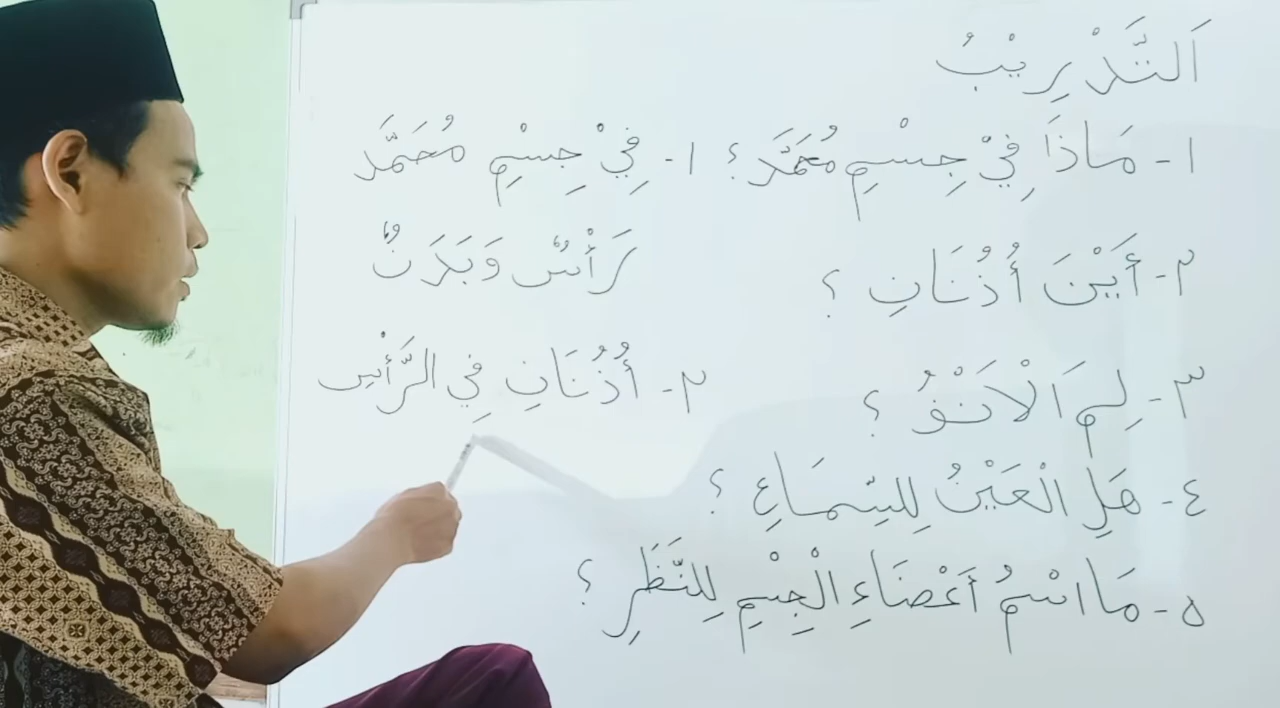 اَلتَّدْرِيْبُ
١- مَاذَا فِيْ جِسْمِ مُحَمَّد؟
٢- أَيْنَ أُذُنَانِ ؟
٣- لِمَ الْاَنْفُ ؟
٤- هَلِ الْعَيْنُ لِلسِّمَاعِ ؟
٥- مَا اسْمُ أَعْضَاءِ الْجِسْمِ لِلنَّظَرِ ؟
١- فِيْ جِسْمِ مُحَمَّد
رَأْسٌ وَبَدَنٌ
٢- أُذُنَانِ فِي الرَّأْسِ